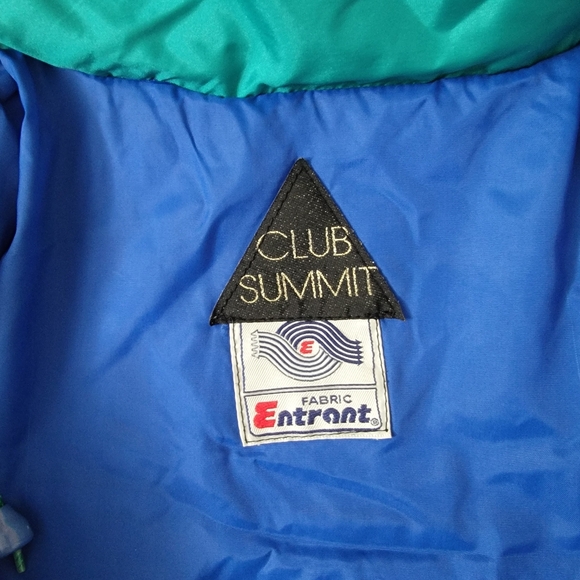 CLUB
SUMMIT
E
FABRIC
Entrant®